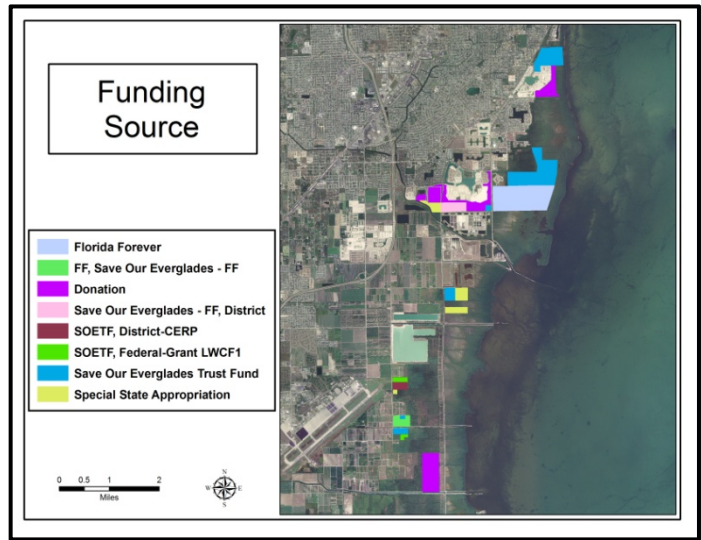 Funding
Source
Florida Forever
FF, Save Our Everglades - FF
Donation
Save Our Everglades - FF, District
SOETF, District-CERP
SOETF, Federal-Grant LWCF1
Save Our Everglades Trust Fund
Special State Appropriation
0 0.5 1 2
Miles
N
W E
S